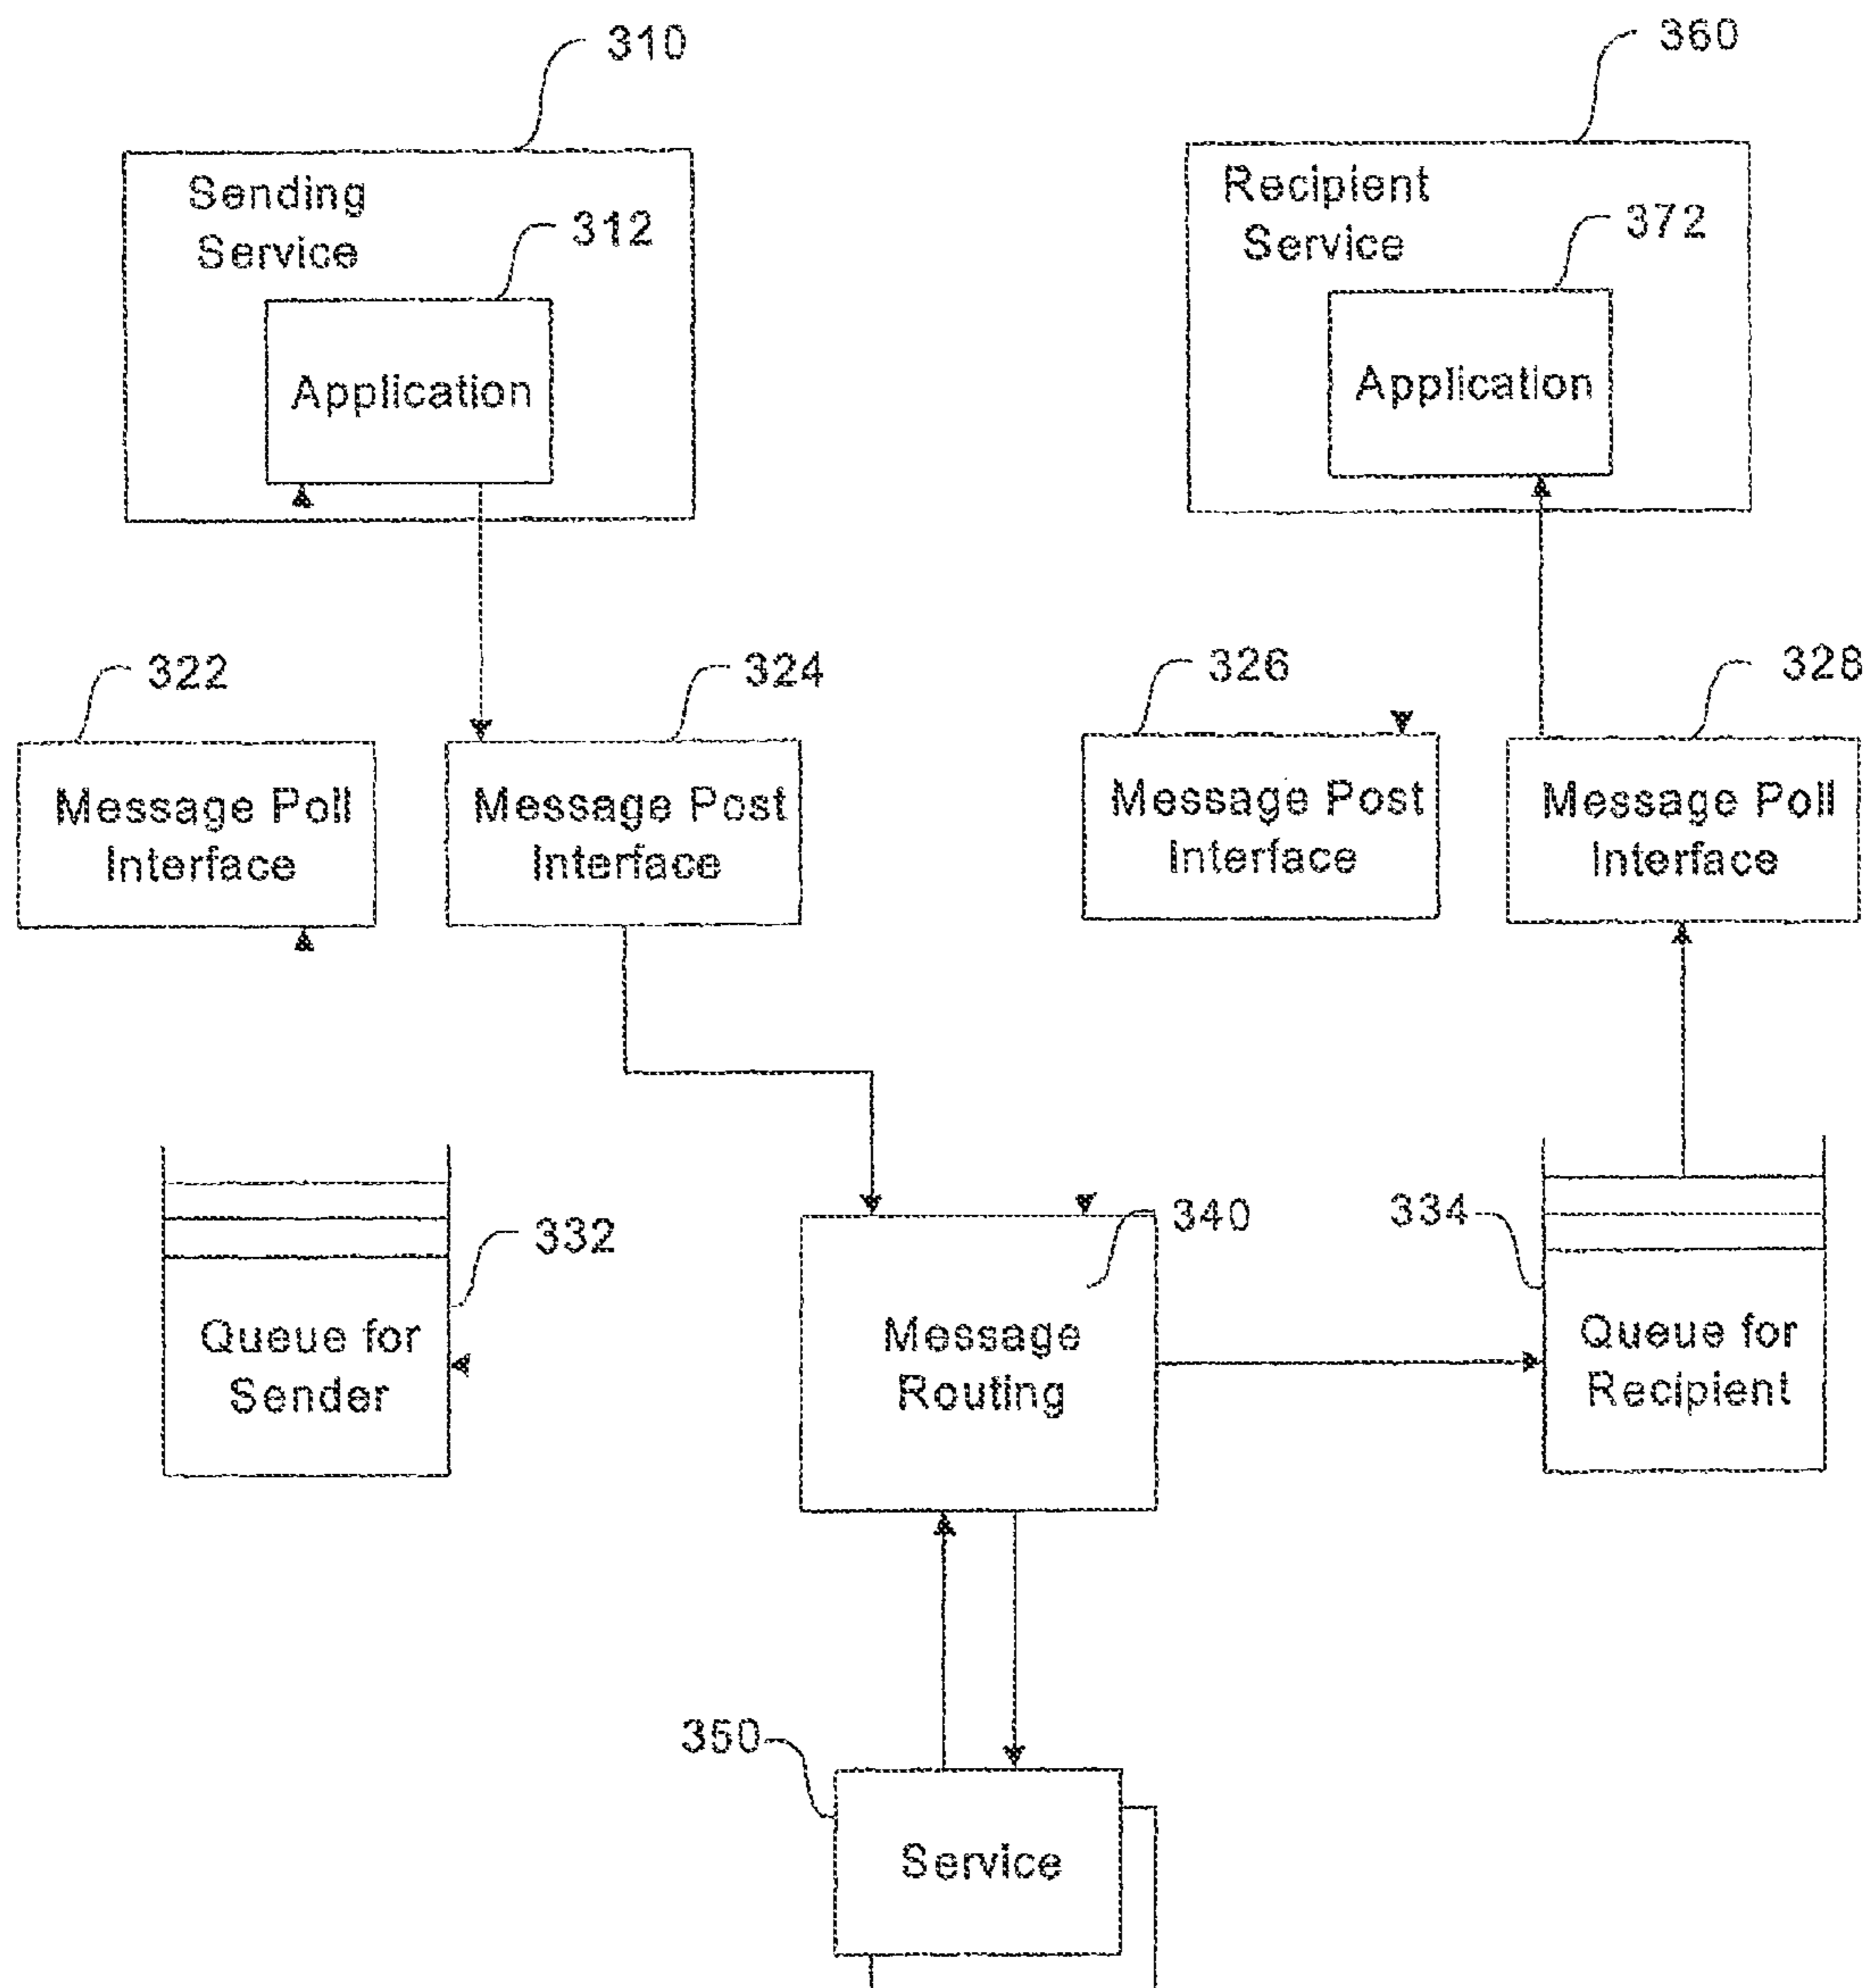 310
360
Sending
Service
312
Application
Recipient
Service
372
Application
322
324
326
328
Message Poll
Interface
Message Post
Interface
Message Post
Interface
Message Poll
Interface
332
340
334
Queue for
Sender
Message
Routing
Queue for
Recipient
350
Service